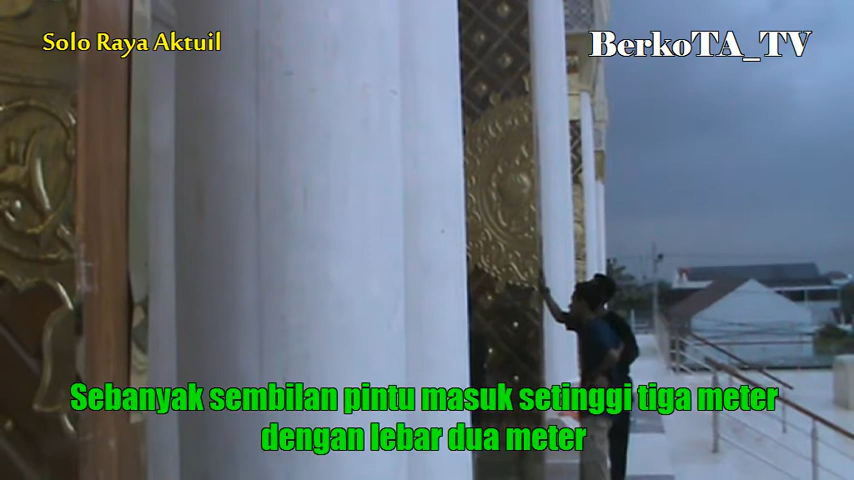 Solo Raya Aktuil
BerkoTA_TV
Sebanyak sembilan pintu masuk setinggi tiga meter
dengan lebar dua meter